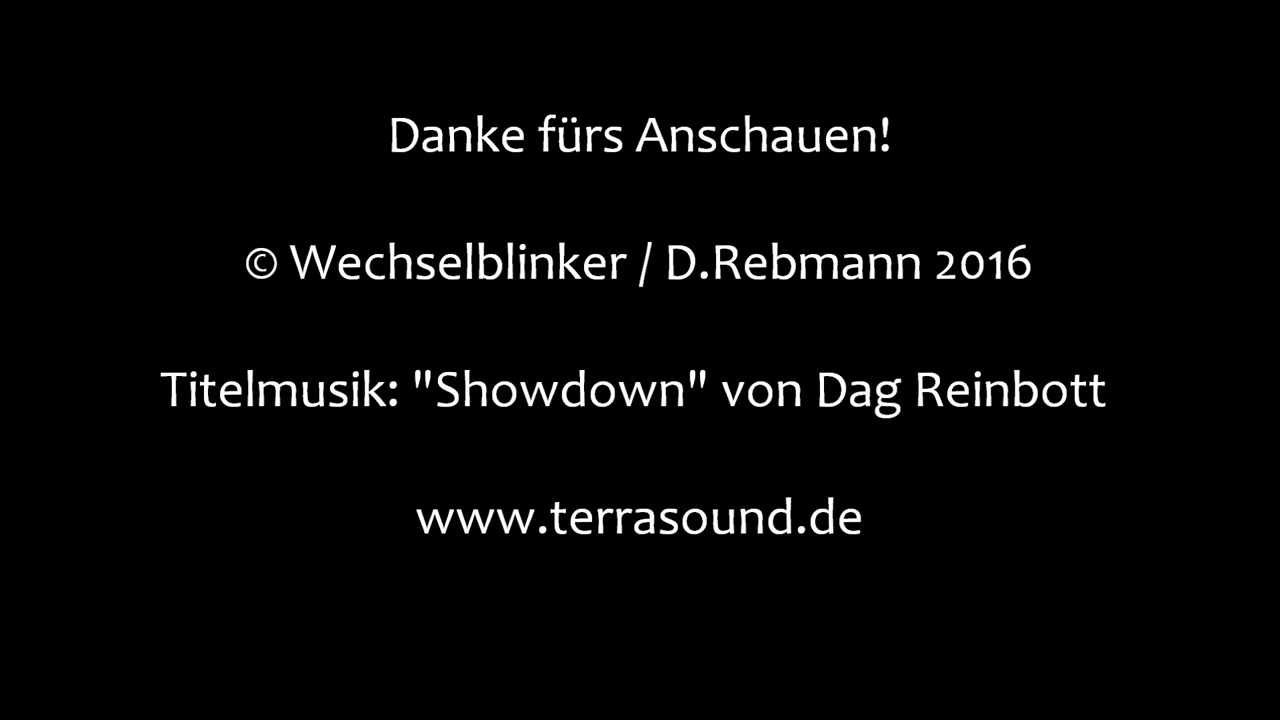 Danke fürs Anschauen!
© Wechselblinker / D.Rebmann 2016
Titelmusik: "Showdown" von Dag Reinbott
www.terrasound.de